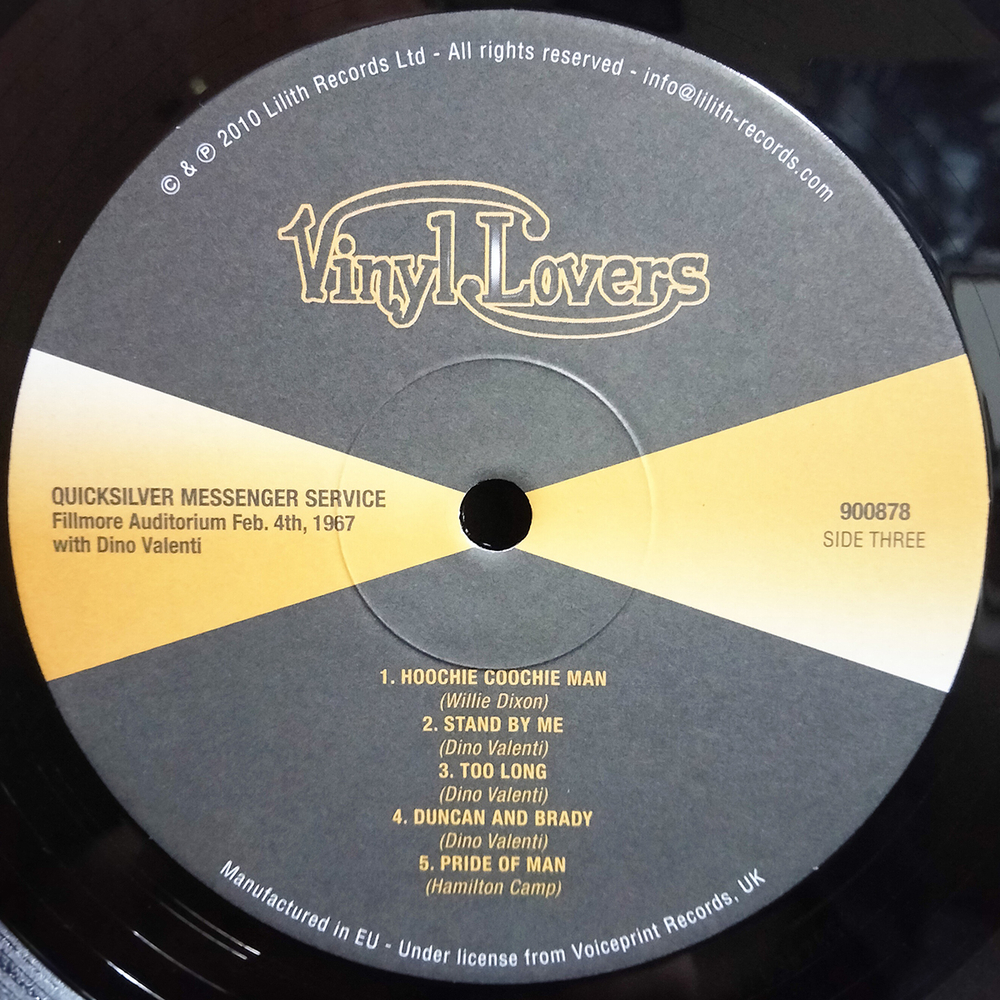 © & ℗ 2010 Lilith Records Ltd - All rights reserved - info@lilith-records.com
Vinyl Lovers
QUICKSILVER MESSENGER SERVICE
Fillmore Auditorium Feb. 4th, 1967
with Dino Valenti
900878
SIDE THREE
1. HOOCHIE COOCHIE MAN
(Willie Dixon)
2. STAND BY ME
(Dino Valenti)
3. TOO LONG
(Dino Valenti)
4. DUNCAN AND BRADY
(Dino Valenti)
5. PRIDE OF MAN
(Hamilton Camp)
Manufactured in EU - Under license from Voiceprint Records, UK